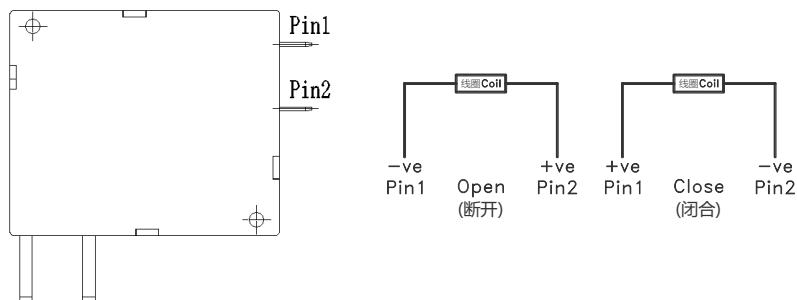 Pin1
Pin2
线圈Coil
线圈Coil
-ve +ve +ve -ve
Pin1 Open Pin2 Pin1 Close Pin2
(断开) (闭合)